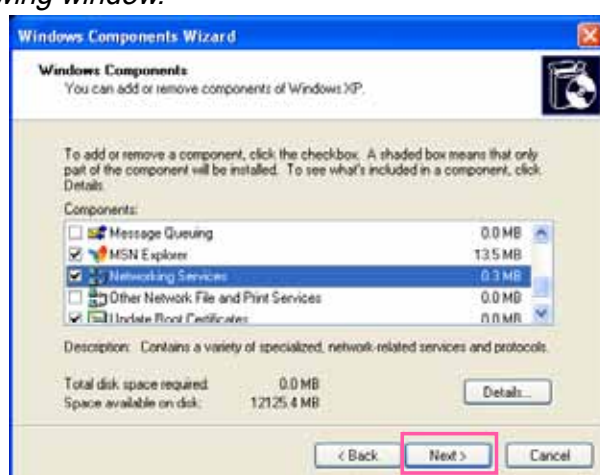 wing window.
Windows Components Wizard
Windows Components
You can add or remove components of Windows XP.
To add or remove a component, click the checkbox. A shaded box means that only
part of the component will be installed. To see what's included in a component, click
Details.
Components:
Message Queuing 0.0 MB
MSN Explorer 13.5 MB
Networking Services 0.3 MB
Other Network File and Print Services 0.0 MB
Update Root Certificates 0.0 MB
Description: Contains a variety of specialized, network-related services and protocols.
Total disk space required: 0.0 MB
Space available on disk: 12125.4 MB
Details...
< Back Next > Cancel